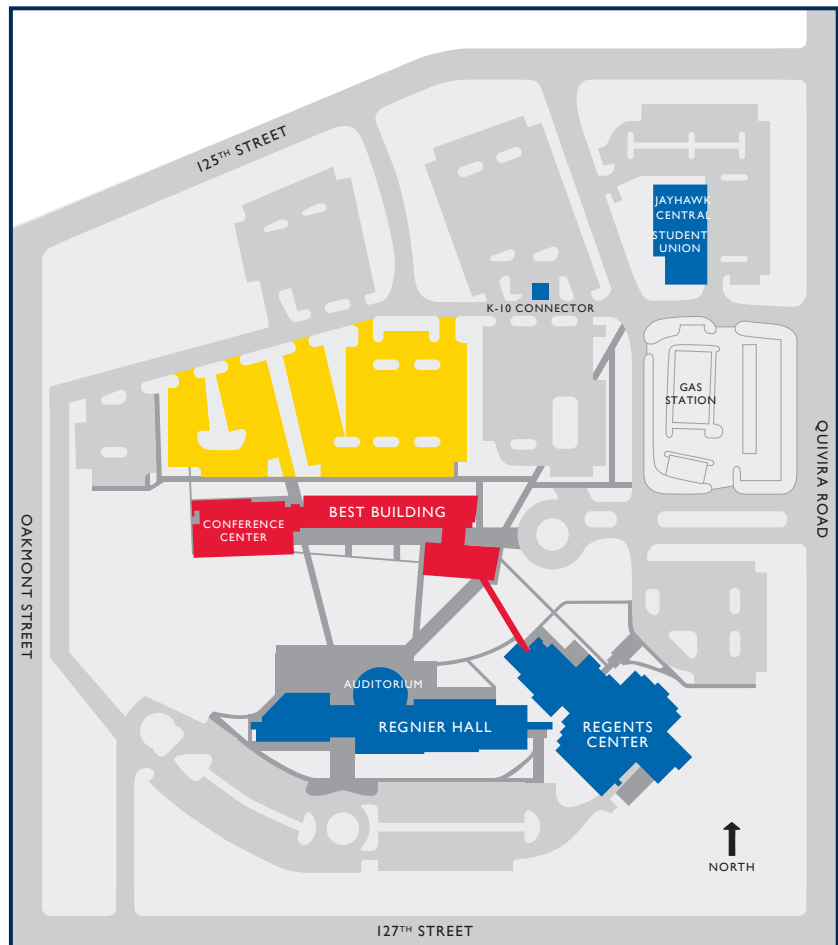 125TH STREET
JAYHAWK
CENTRAL
STUDENT
UNION
K-10 CONNECTOR
GAS
STATION
QUIVIRA ROAD
BEST BUILDING
CONFERENCE
CENTER
OAKMONT STREET
AUDITORIUM
REGNIER HALL
REGENTS
CENTER
NORTH
127TH STREET